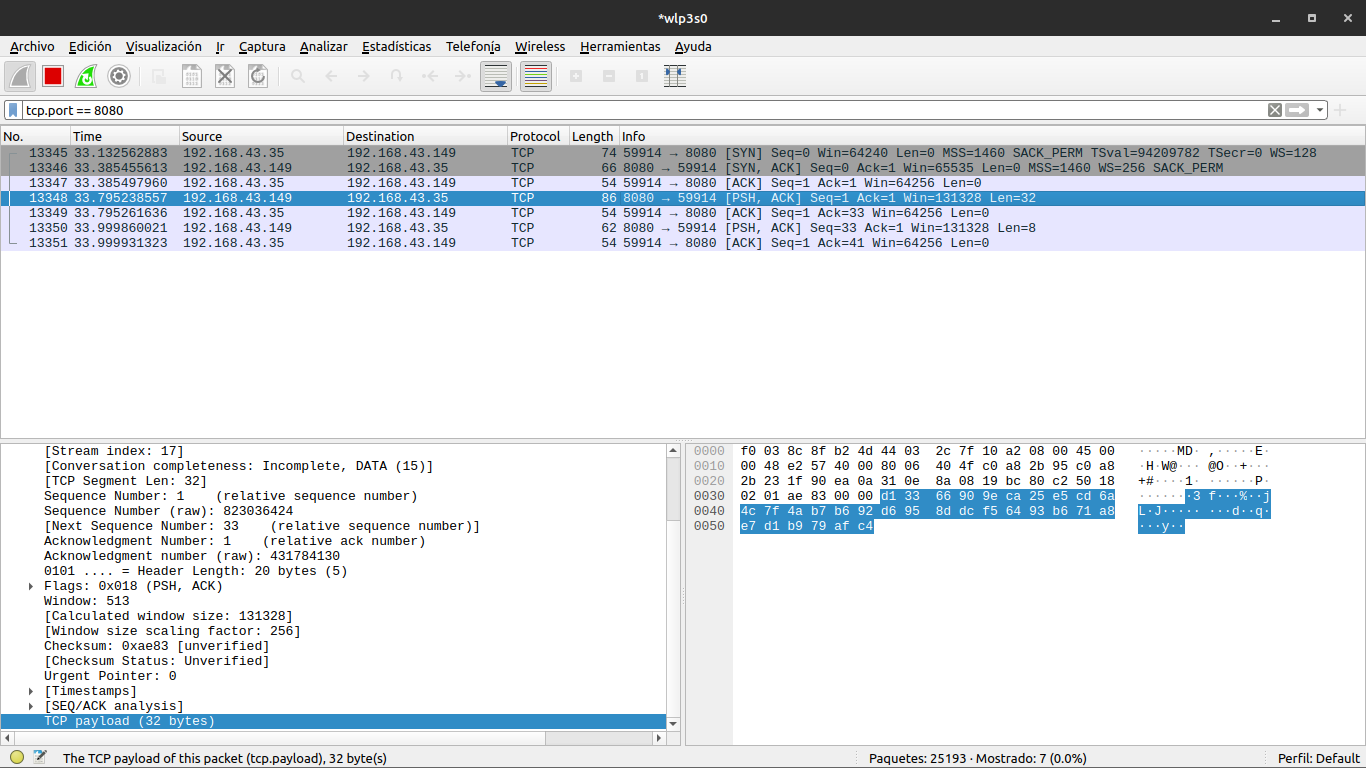 *wlp3s0
Archivo Edición Visualización Ir Captura Analizar Estadísticas Telefonía Wireless Herramientas Ayuda
tcp.port == 8080
No. Time Source Destination Protocol Length Info
13345 33.132562883 192.168.43.35 192.168.43.149 TCP 74 59914 → 8080 [SYN] Seq=0 Win=64240 Len=0 MSS=1460 SACK_PERM TSval=94209782 TSecr=0 WS=128
13346 33.385455613 192.168.43.149 192.168.43.35 TCP 66 8080 → 59914 [SYN, ACK] Seq=0 Ack=1 Win=65535 Len=0 MSS=1460 WS=256 SACK_PERM
13347 33.385497960 192.168.43.35 192.168.43.149 TCP 54 59914 → 8080 [ACK] Seq=1 Ack=1 Win=64256 Len=0
13348 33.795238557 192.168.43.149 192.168.43.35 TCP 86 8080 → 59914 [PSH, ACK] Seq=1 Ack=1 Win=131328 Len=32
13349 33.795261636 192.168.43.35 192.168.43.149 TCP 54 59914 → 8080 [ACK] Seq=1 Ack=33 Win=64256 Len=0
13350 33.999860021 192.168.43.149 192.168.43.35 TCP 62 8080 → 59914 [PSH, ACK] Seq=33 Ack=1 Win=131328 Len=8
13351 33.999931323 192.168.43.35 192.168.43.149 TCP 54 59914 → 8080 [ACK] Seq=1 Ack=41 Win=64256 Len=0
[Stream index: 17]
[Conversation completeness: Incomplete, DATA (15)]
[TCP Segment Len: 32]
Sequence Number: 1 (relative sequence number)
Sequence Number (raw): 823036424
[Next Sequence Number: 33 (relative sequence number)]
Acknowledgment Number: 1 (relative ack number)
Acknowledgment number (raw): 431784130
0101 .... = Header Length: 20 bytes (5)
Flags: 0x018 (PSH, ACK)
Window: 513
[Calculated window size: 131328]
[Window size scaling factor: 256]
Checksum: 0xae83 [unverified]
[Checksum Status: Unverified]
Urgent Pointer: 0
[Timestamps]
[SEQ/ACK analysis]
TCP payload (32 bytes)
0000 f0 03 8c 8f b2 4d 44 03 2c 7f 10 a2 08 00 45 00 ·····MD· ,·····E·
0010 00 48 e2 57 40 00 80 06 40 4f c0 a8 2b 95 c0 a8 ·H·W@··· @O··+···
0020 2b 23 1f 90 ea 0a 31 0e 8a 08 19 bc 80 c2 50 18 +#····1· ······P·
0030 02 01 ae 83 00 00 d1 33 66 90 9e ca 25 e5 cd 6a ·······3 f···%··j
0040 4c 7f 4a b7 b6 92 d6 95 8d dc f5 64 93 b6 71 a8 L·J····· ···d··q·
0050 e7 d1 b9 79 af c4 ···y··
The TCP payload of this packet (tcp.payload), 32 byte(s)
Paquetes: 25193 · Mostrado: 7 (0.0%)
Perfil: Default